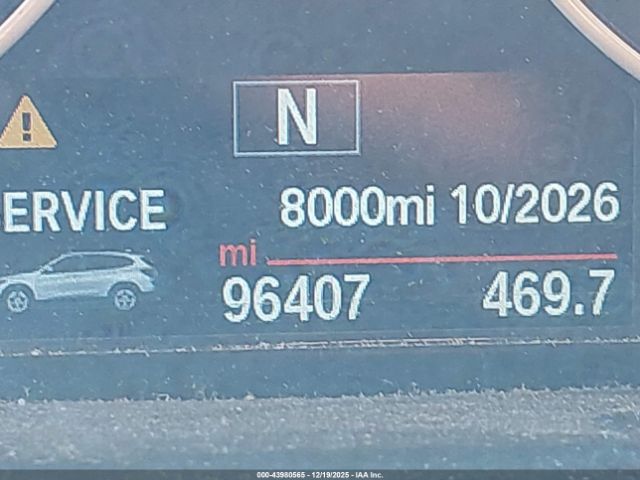 N
ERVICE 8000mi 10/2026
mi
96407 469.7
000-43980565 - 12/19/2025 - IAA Inc.